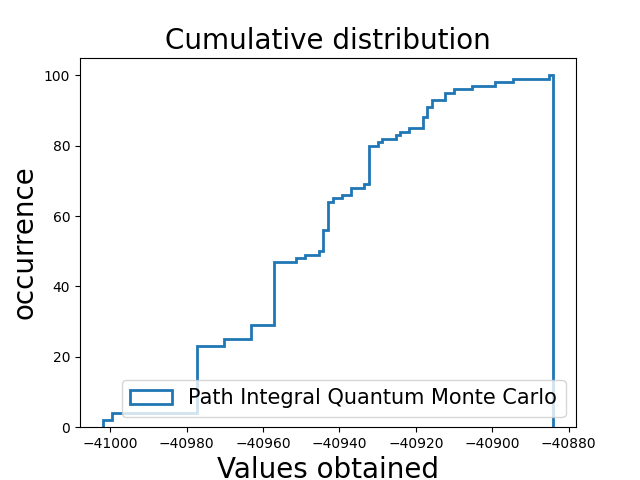 Cumulative distribution
occurrence
100
80
60
40
20
0
Path Integral Quantum Monte Carlo
−41000 −40980 −40960 −40940 −40920 −40900 −40880
Values obtained